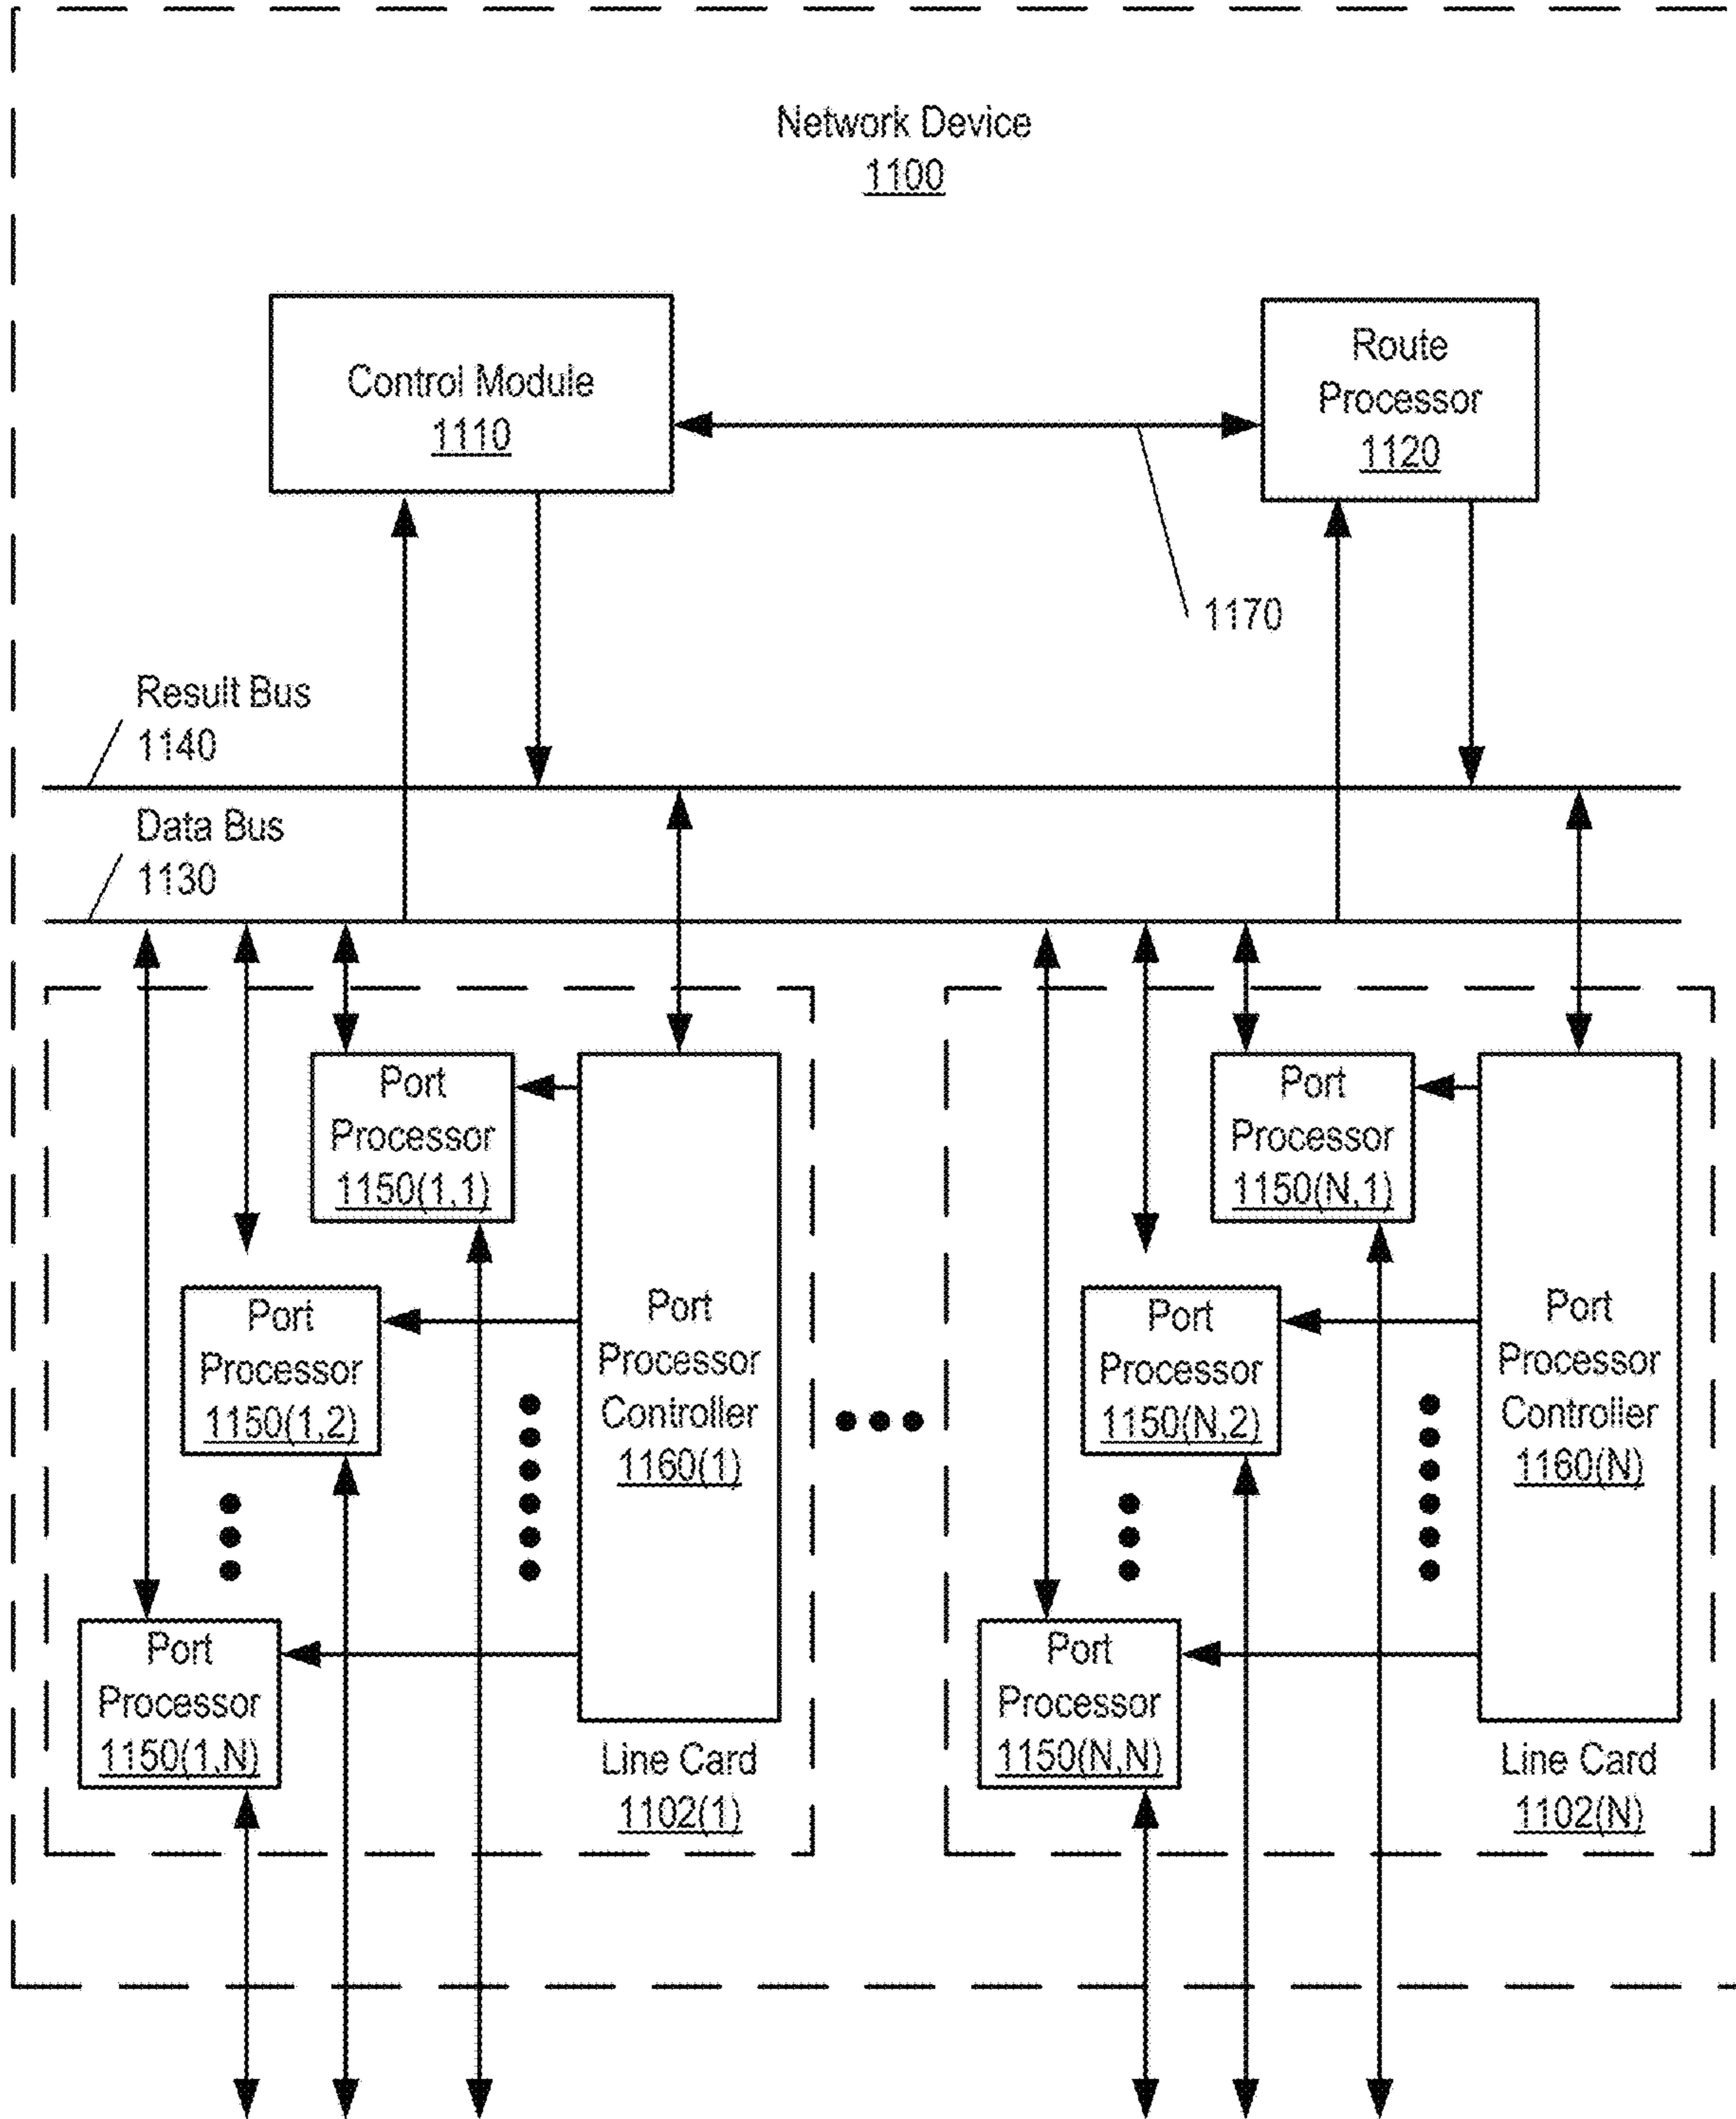 Network Device
1100
Control Module
1110
Route
Processor
1120
1170
Result Bus
1140
Data Bus
1130
Port
Processor
1150(1,1)
Port
Processor
1150(1,2)
Port
Processor
1150(1,N)
Port
Processor
Controller
1160(1)
Line Card
1102(1)
Port
Processor
1150(N,1)
Port
Processor
1150(N,2)
Port
Processor
1150(N,N)
Port
Processor
Controller
1160(N)
Line Card
1102(N)